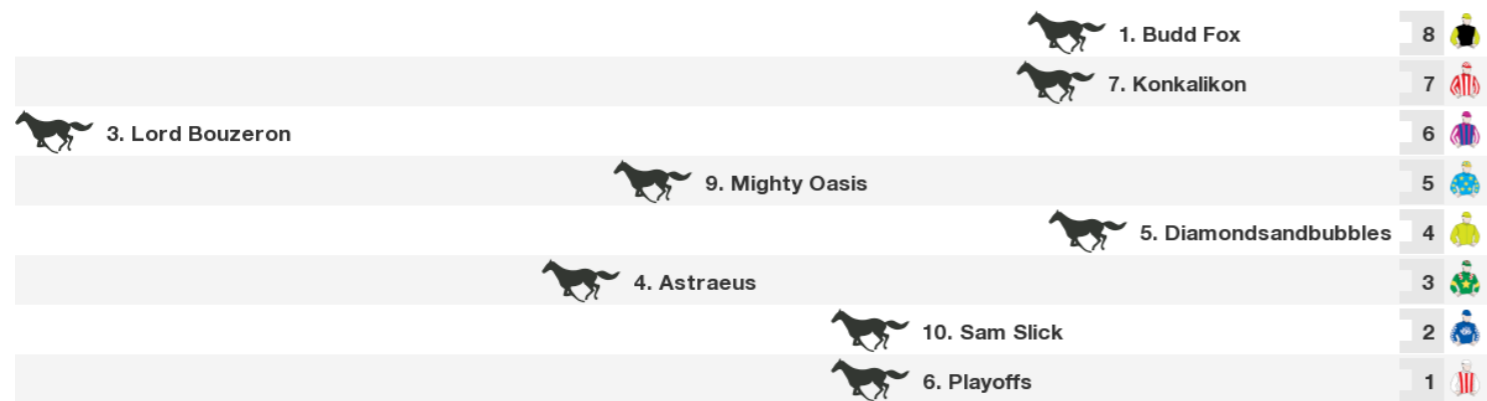 1. Budd Fox 8
7. Konkalikon 7
3. Lord Bouzeron 6
9. Mighty Oasis 5
5. Diamondsandbubbles 4
4. Astraeus 3
10. Sam Slick 2
6. Playoffs 1